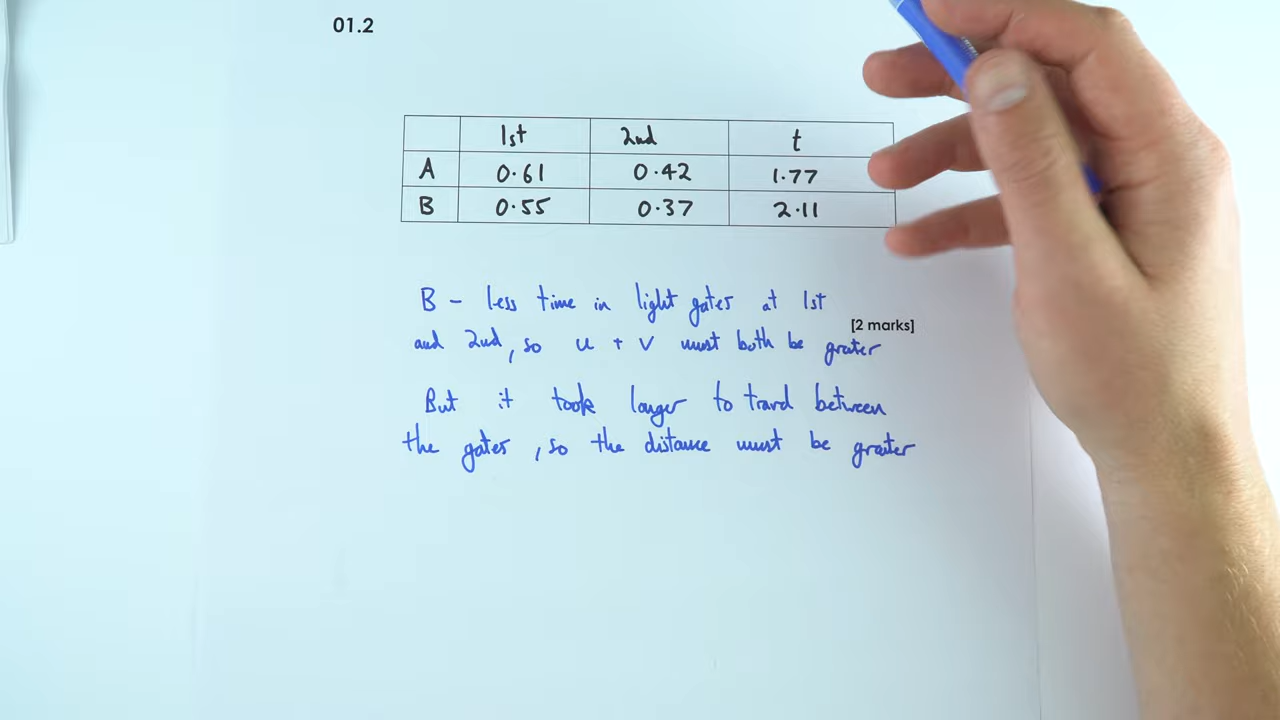 01.2
1st 2nd t
A 0.61 0.42 1.77
B 0.55 0.37 2.11
B - less time in light gates at 1st
[2 marks]
and 2nd, so u + v must both be grater
But it took longer to travel between
the gates, so the distance must be grater